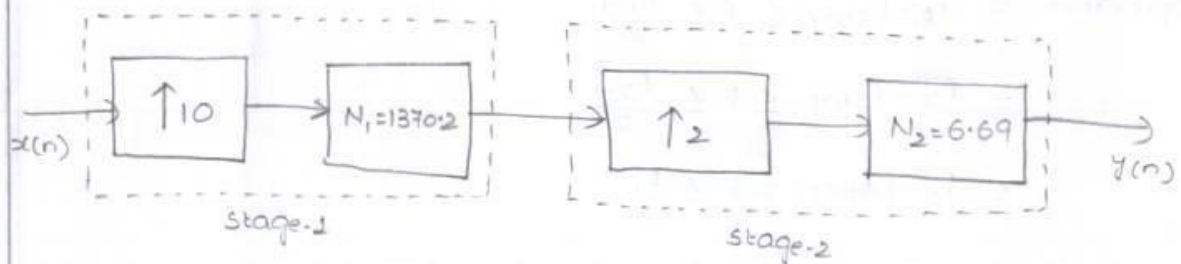 x(n)
↑10
N₁=1370.2
Stage-1
↑2
N₂=6.69
Stage-2
y(n)